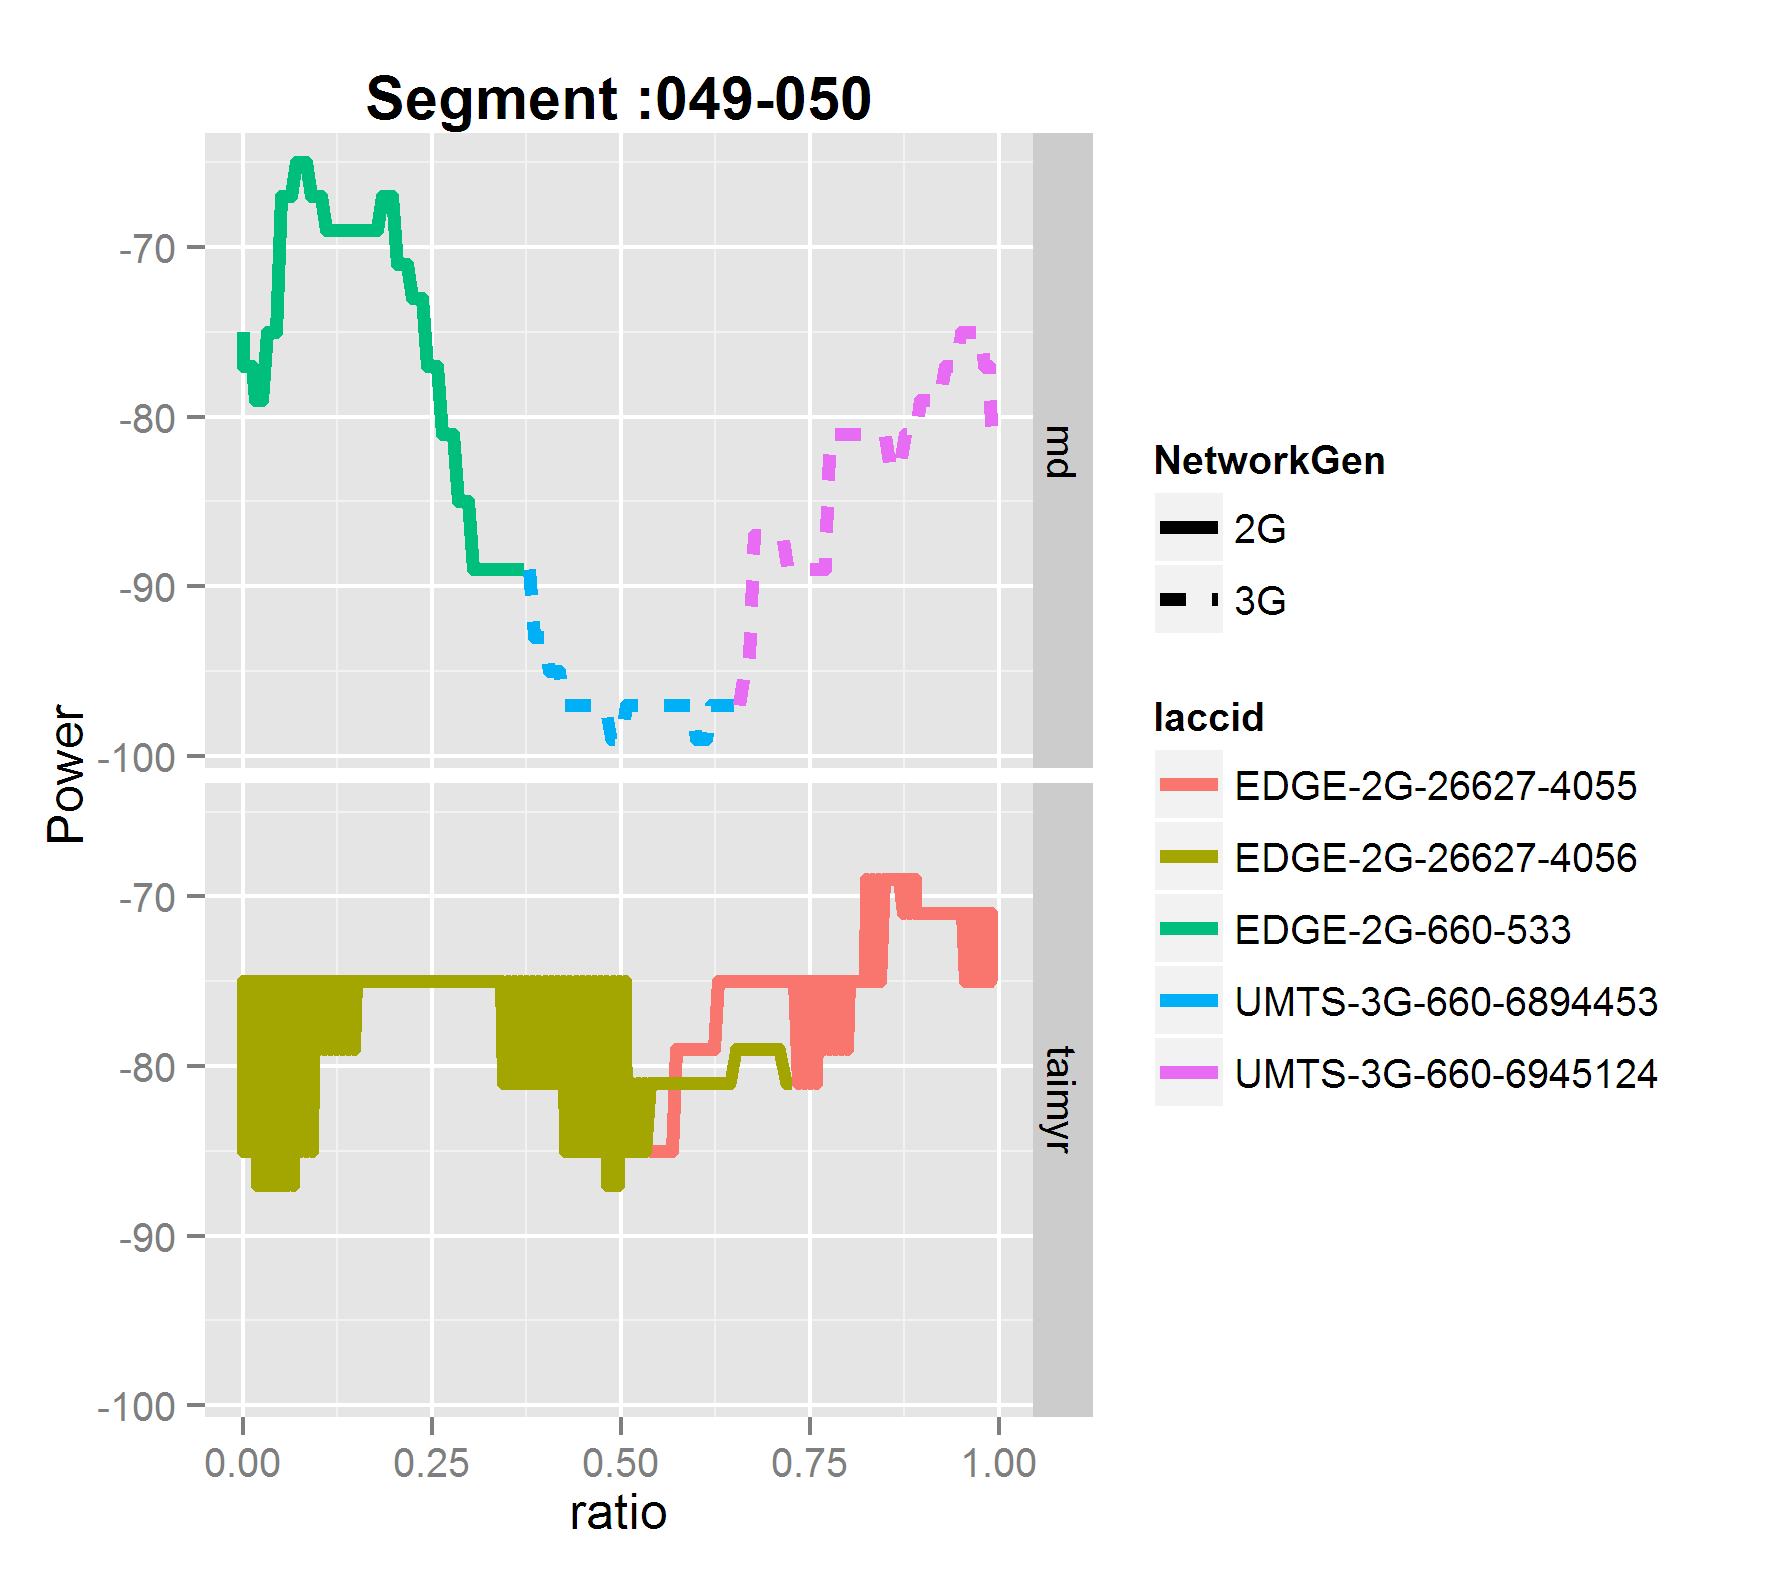 Segment :049-050
Power
-70
-80
-90
-100
md
-70
-80
-90
-100
taimyr
0.00 0.25 0.50 0.75 1.00
ratio
NetworkGen
2G
3G
laccid
EDGE-2G-26627-4055
EDGE-2G-26627-4056
EDGE-2G-660-533
UMTS-3G-660-6894453
UMTS-3G-660-6945124